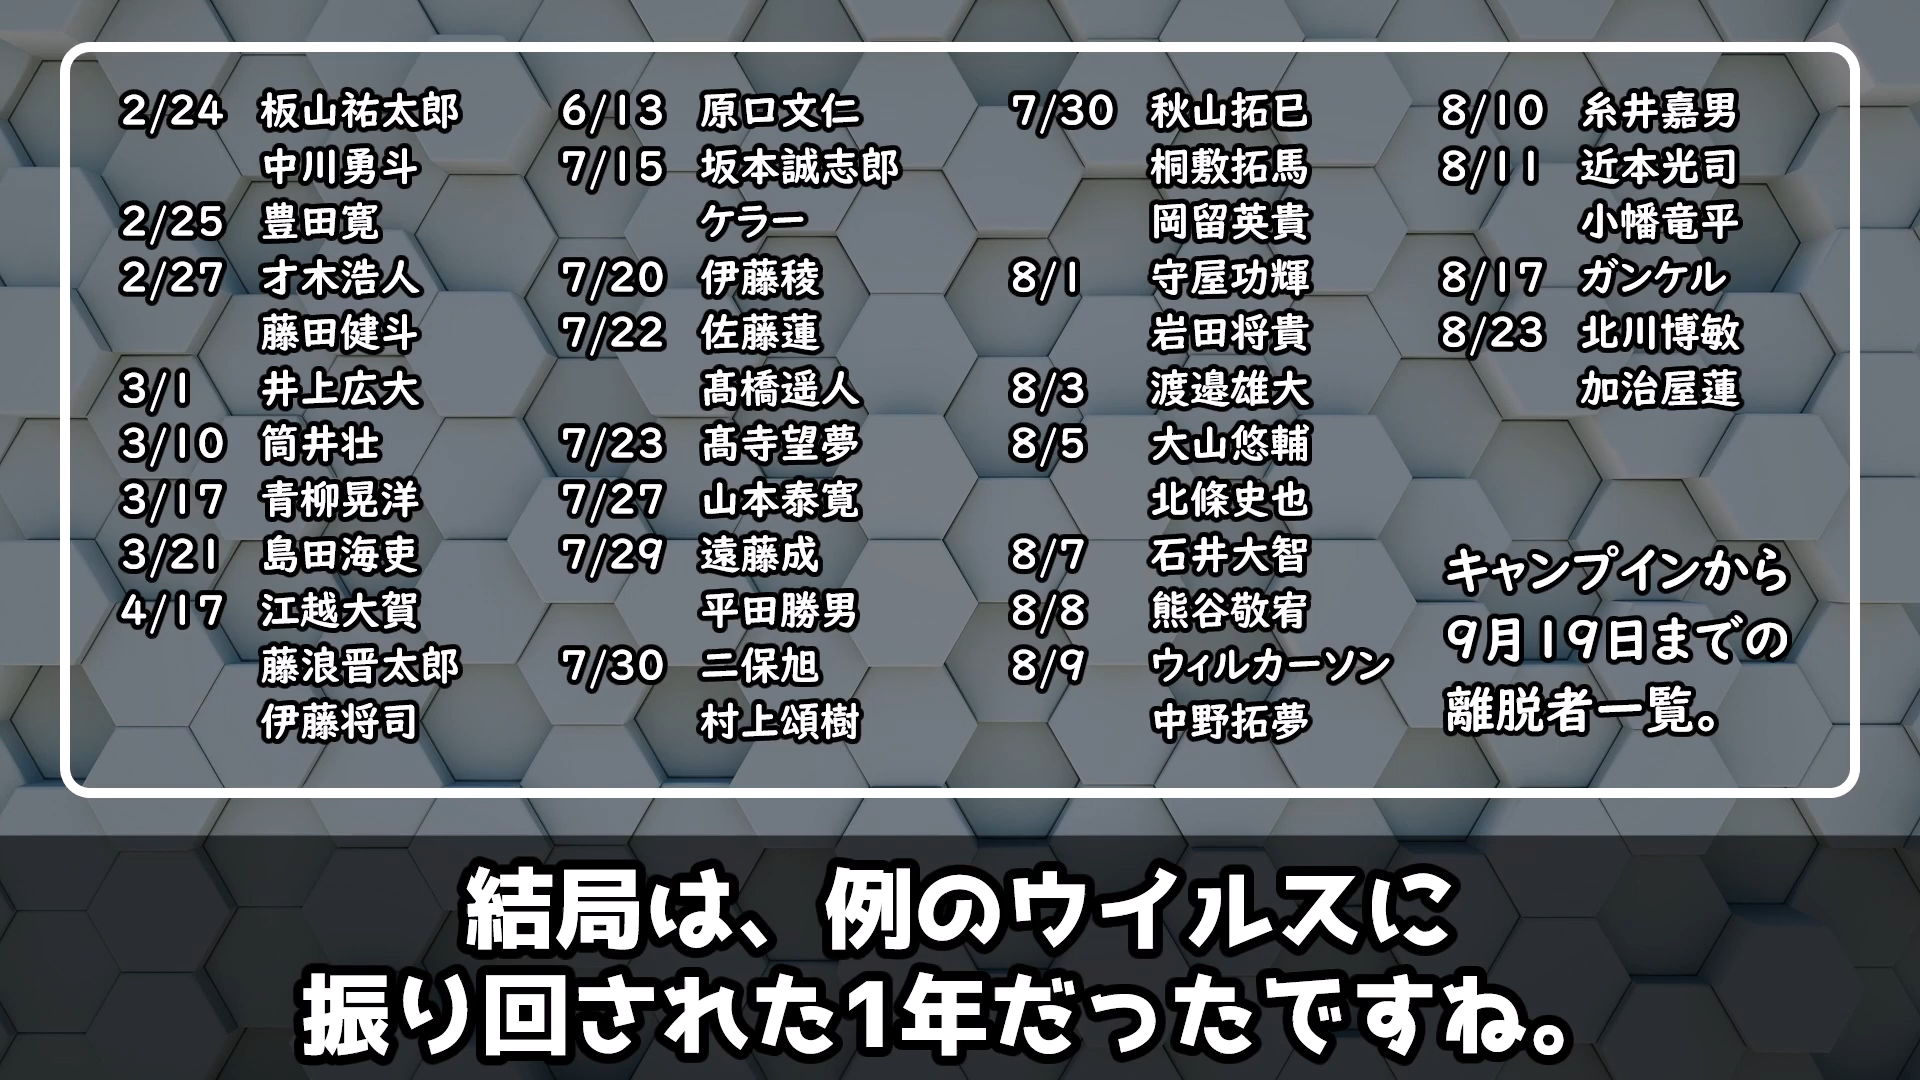 2/24 板山祐太郎
中川勇斗
2/25 豊田寛
2/27 才木浩人
藤田健斗
3/1 井上広大
3/10 筒井壮
3/17 青柳晃洋
3/21 島田海吏
4/17 江越大賀
藤浪晋太郎
伊藤将司
6/13 原口文仁
7/15 坂本誠志郎
ケラー
7/20 伊藤稜
7/22 佐藤蓮
髙橋遥人
7/23 髙寺望夢
7/27 山本泰寛
7/29 遠藤成
平田勝男
7/30 二保旭
村上頌樹
7/30 秋山拓巳
桐敷拓馬
岡留英貴
8/1 守屋功輝
岩田将貴
8/3 渡邉雄大
8/5 大山悠輔
北條史也
8/7 石井大智
8/8 熊谷敬宥
8/9 ウィルカーソン
中野拓夢
8/10 糸井嘉男
8/11 近本光司
小幡竜平
8/17 ガンケル
8/23 北川博敏
加治屋蓮
キャンプインから
9月19日までの
離脱者一覧。
結局は、例のウイルスに
振り回された1年だったですね。